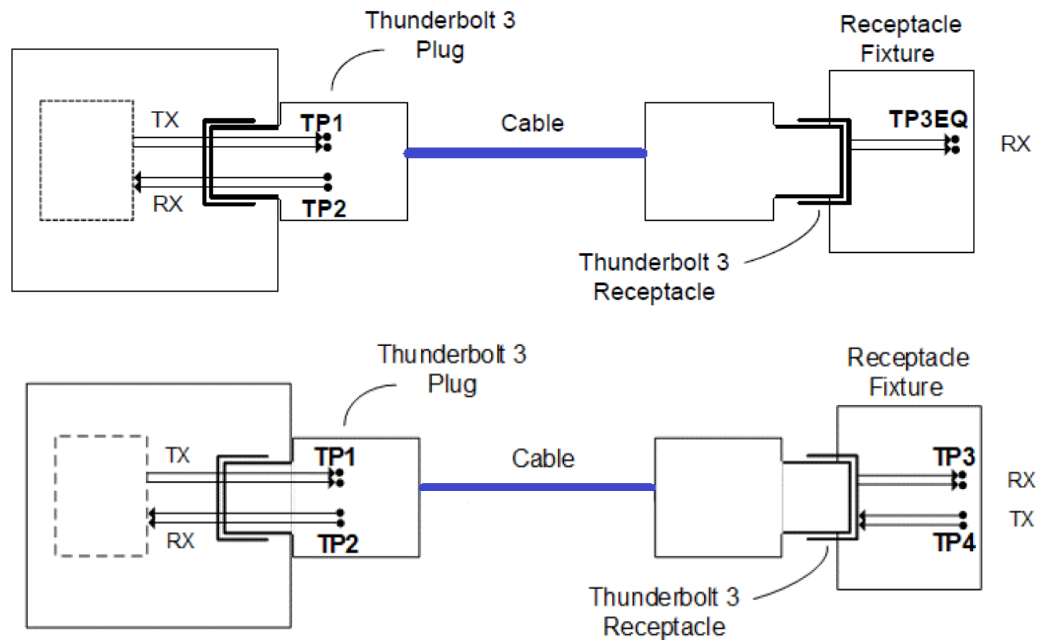 Thunderbolt 3
Plug
Receptacle
Fixture
TX
TP1
Cable
TP3EQ
RX
RX
TP2
Thunderbolt 3
Receptacle
Thunderbolt 3
Plug
Receptacle
Fixture
TX
TP1
Cable
TP3
RX
RX
TP2
TX
TP4
Thunderbolt 3
Receptacle